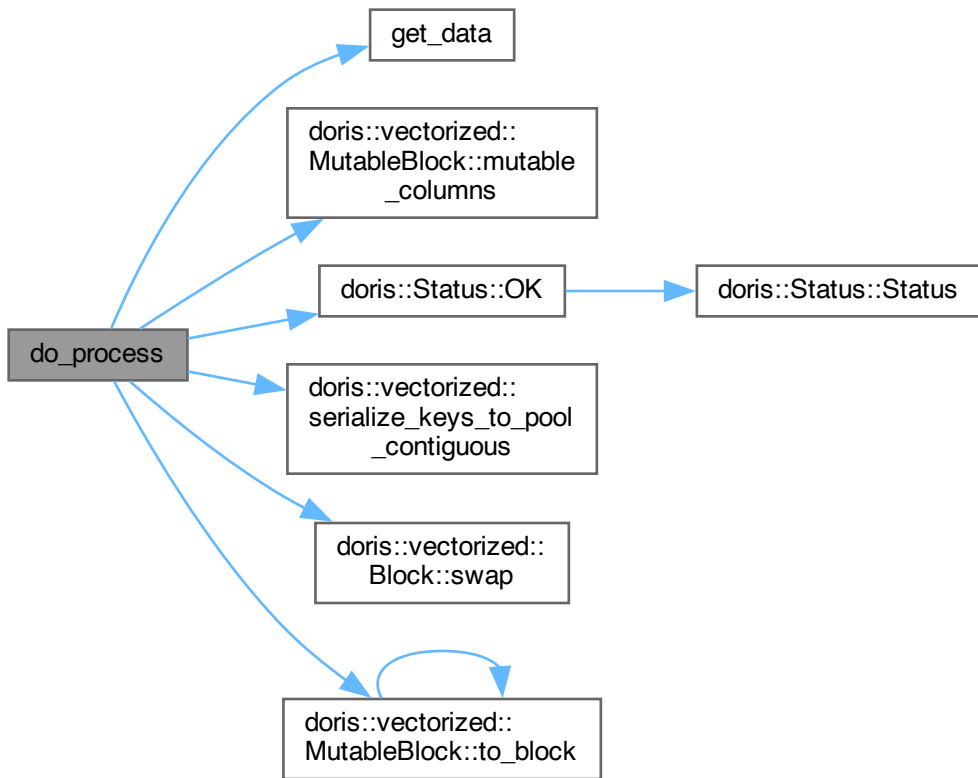 get_data
doris::vectorized::
MutableBlock::mutable
_columns
doris::Status::OK
doris::Status::Status
do_process
doris::vectorized::
serialize_keys_to_pool
_contiguous
doris::vectorized::
Block::swap
doris::vectorized::
MutableBlock::to_block